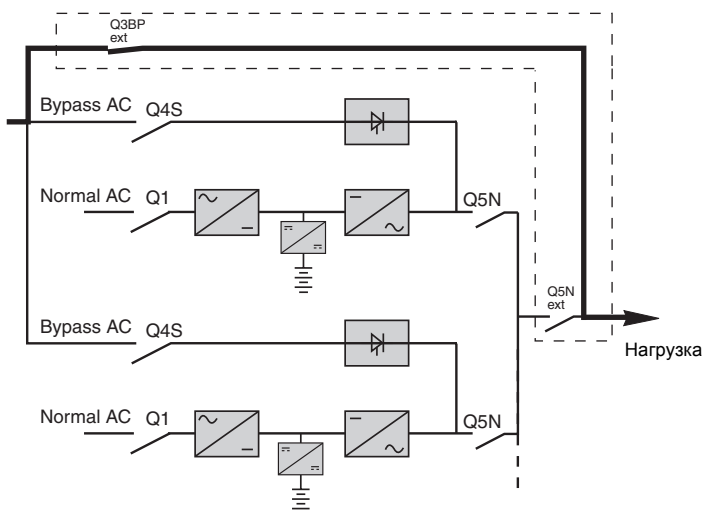 Q3BP
ext
Bypass AC Q4S
Normal AC Q1
Q5N
Q5N
ext
Нагрузка
Bypass AC Q4S
Normal AC Q1
Q5N